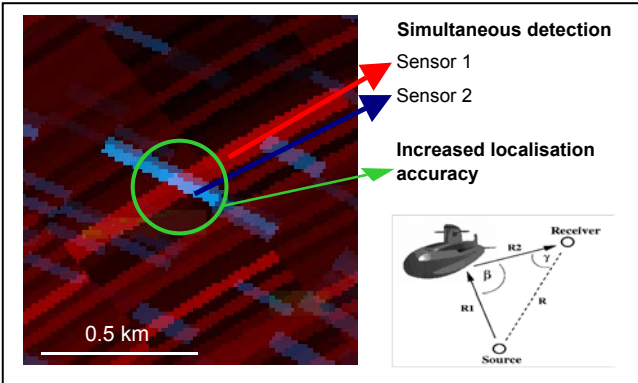 Simultaneous detection
Sensor 1
Sensor 2
Increased localisation
accuracy
0.5 km
Receiver
R2
γ
β
R1
R
Source